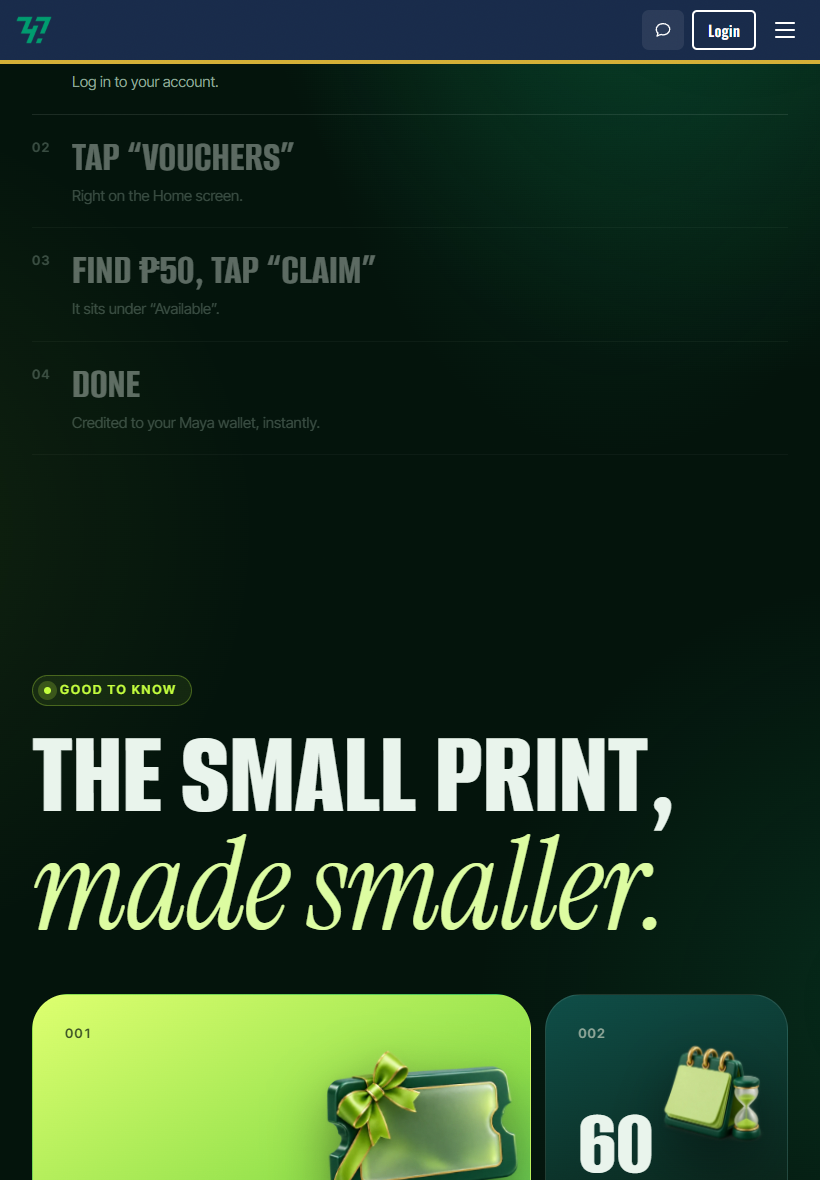 Login
Log in to your account.
02
TAP “VOUCHERS”
Right on the Home screen.
03
FIND ₱50, TAP “CLAIM”
It sits under “Available”.
04
DONE
Credited to your Maya wallet, instantly.
GOOD TO KNOW
THE SMALL PRINT,
made smaller.
001
002
60